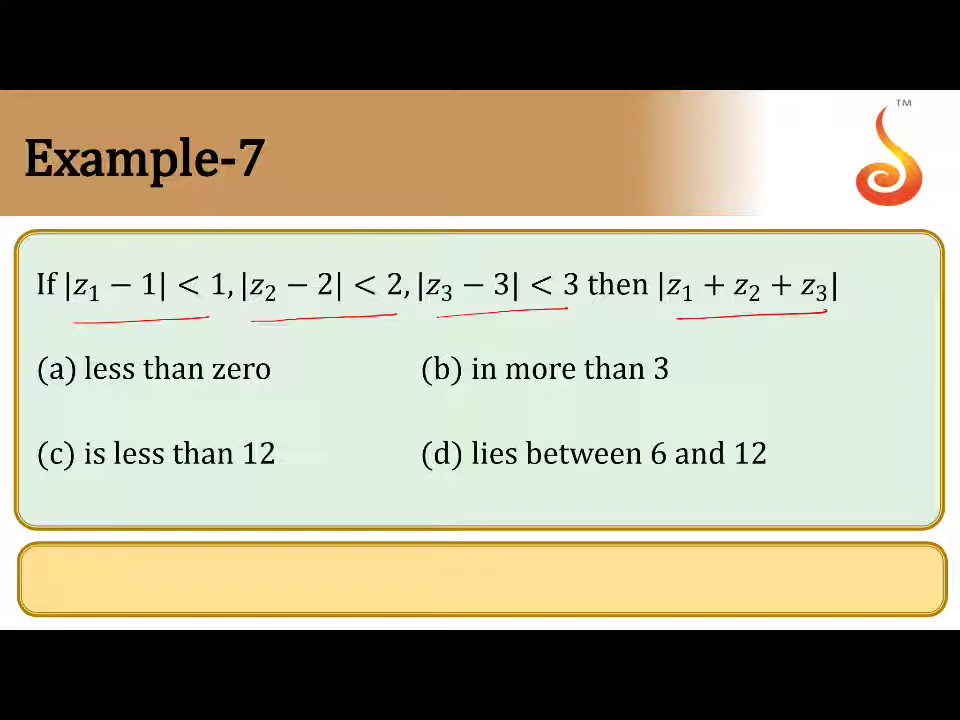 TM
Example-7
If |z₁ − 1| < 1, |z₂ − 2| < 2, |z₃ − 3| < 3 then |z₁ + z₂ + z₃|
(a) less than zero (b) in more than 3
(c) is less than 12 (d) lies between 6 and 12